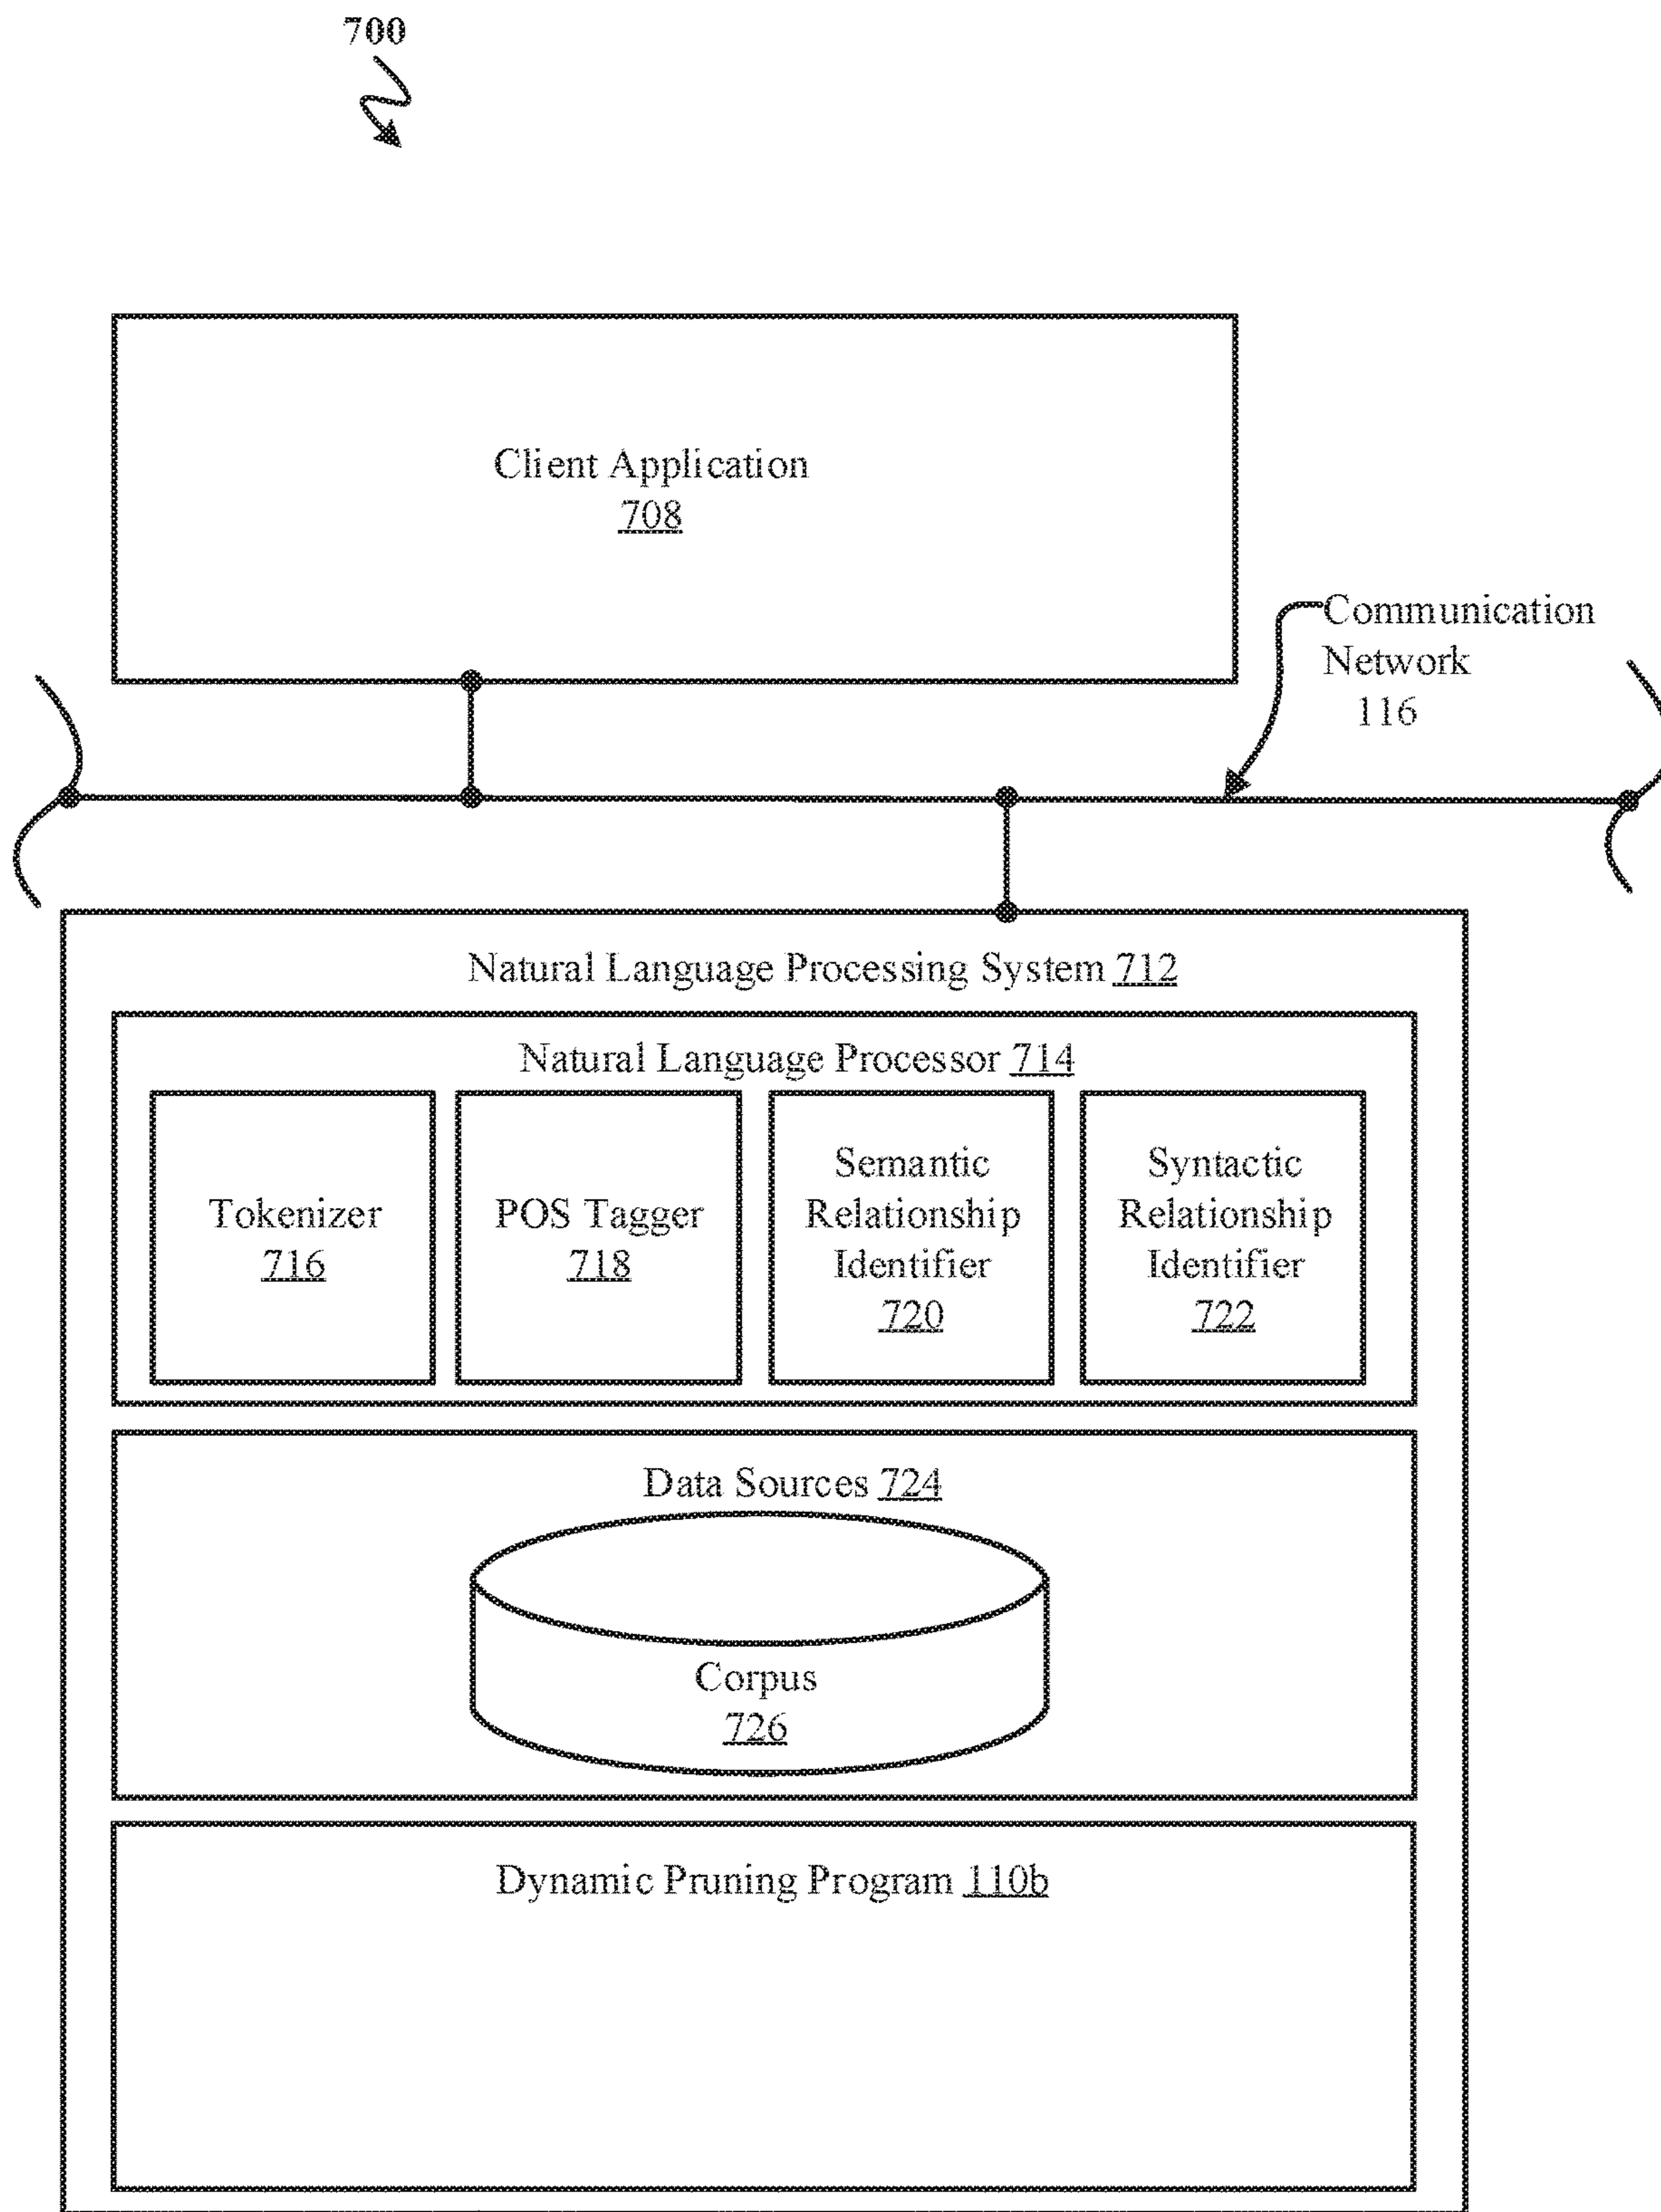 700
Client Application
708
Communication
Network
116
Natural Language Processing System 712
Natural Language Processor 714
Tokenizer
716
POS Tagger
718
Semantic
Relationship
Identifier
720
Syntactic
Relationship
Identifier
722
Data Sources 724
Corpus
726
Dynamic Pruning Program 110b